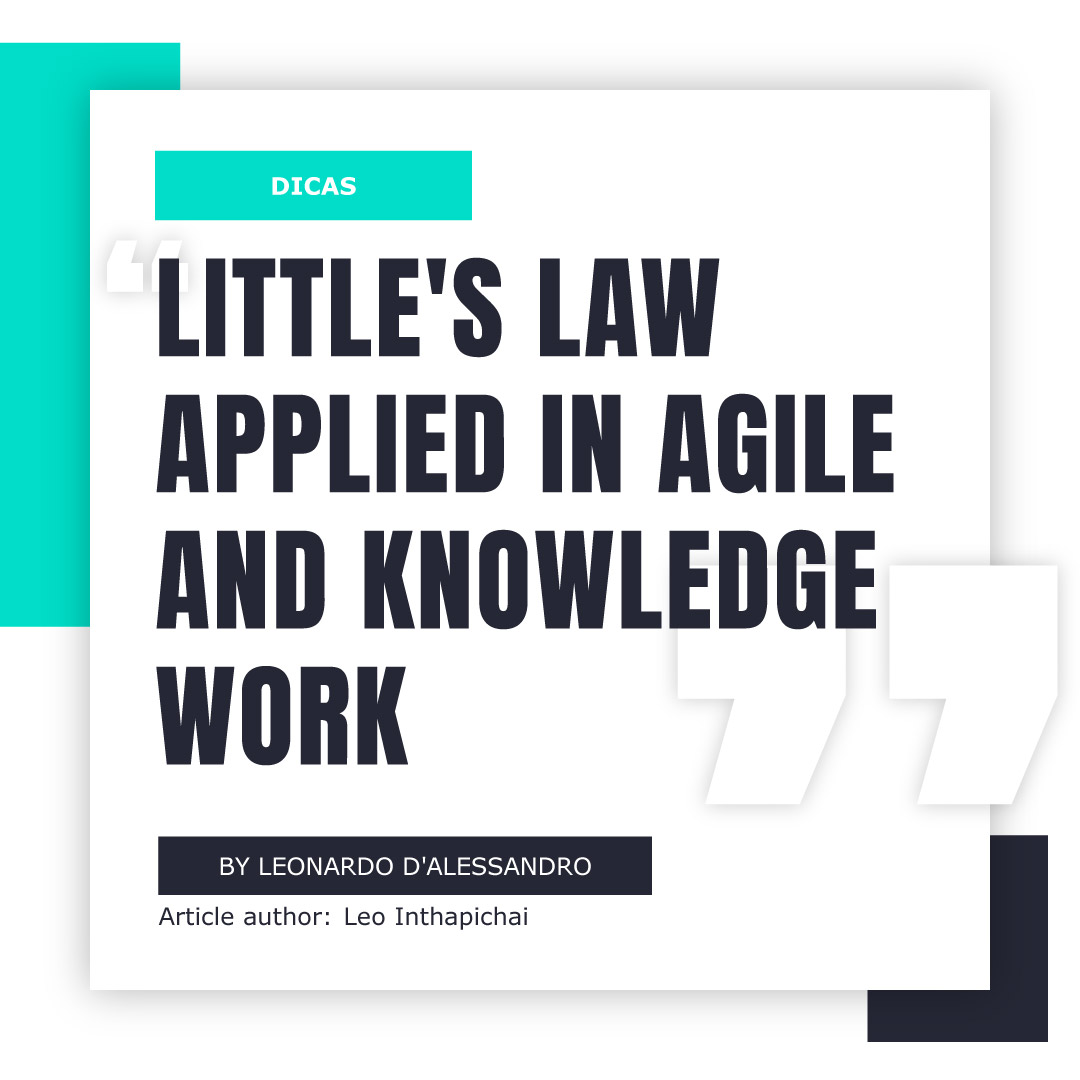 DICAS
“LITTLE'S LAW
APPLIED IN AGILE
AND KNOWLEDGE
WORK”
BY LEONARDO D'ALESSANDRO
Article author: Leo Inthapichai